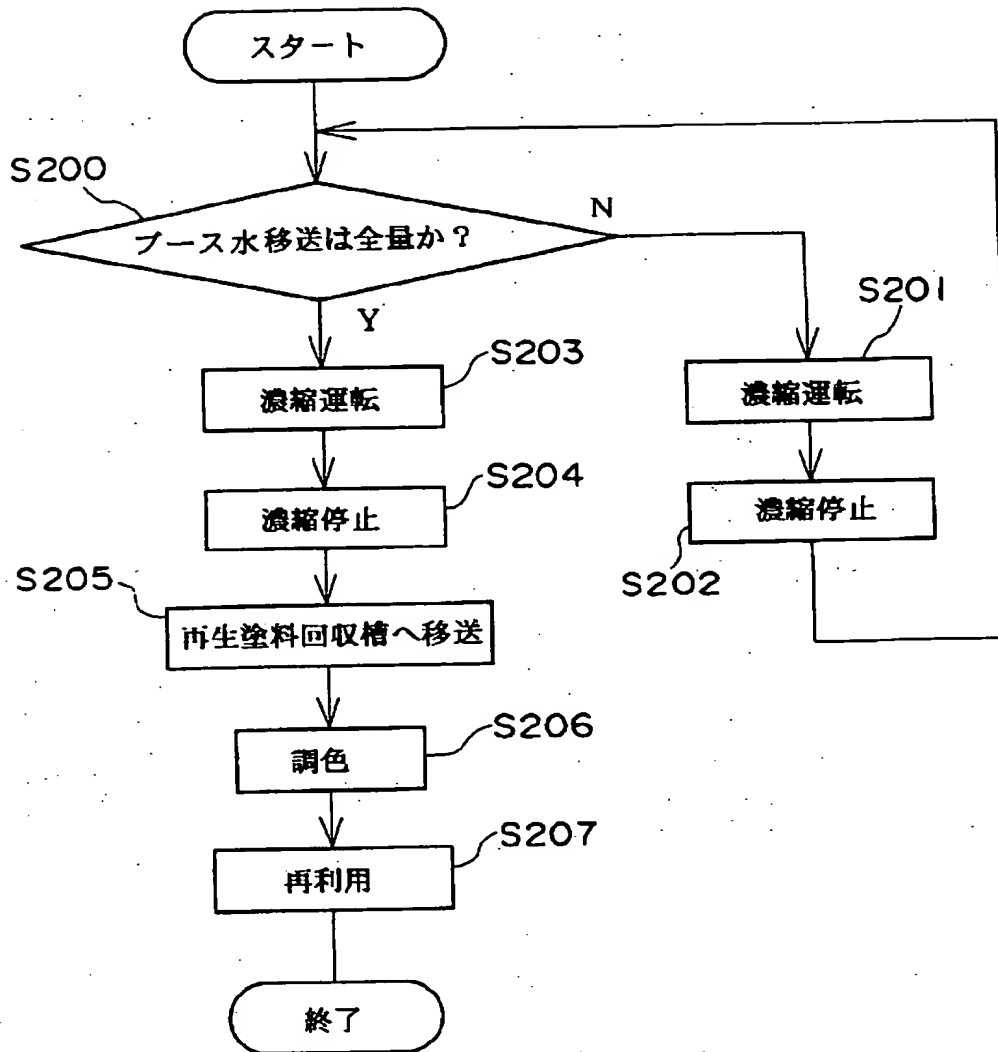 スタート
S200
ブース水移送は全量か？
N
Y
S201
濃縮運転
S202
濃縮停止
S203
濃縮運転
S204
濃縮停止
S205
再生塗料回収槽へ移送
S206
調色
S207
再利用
終了